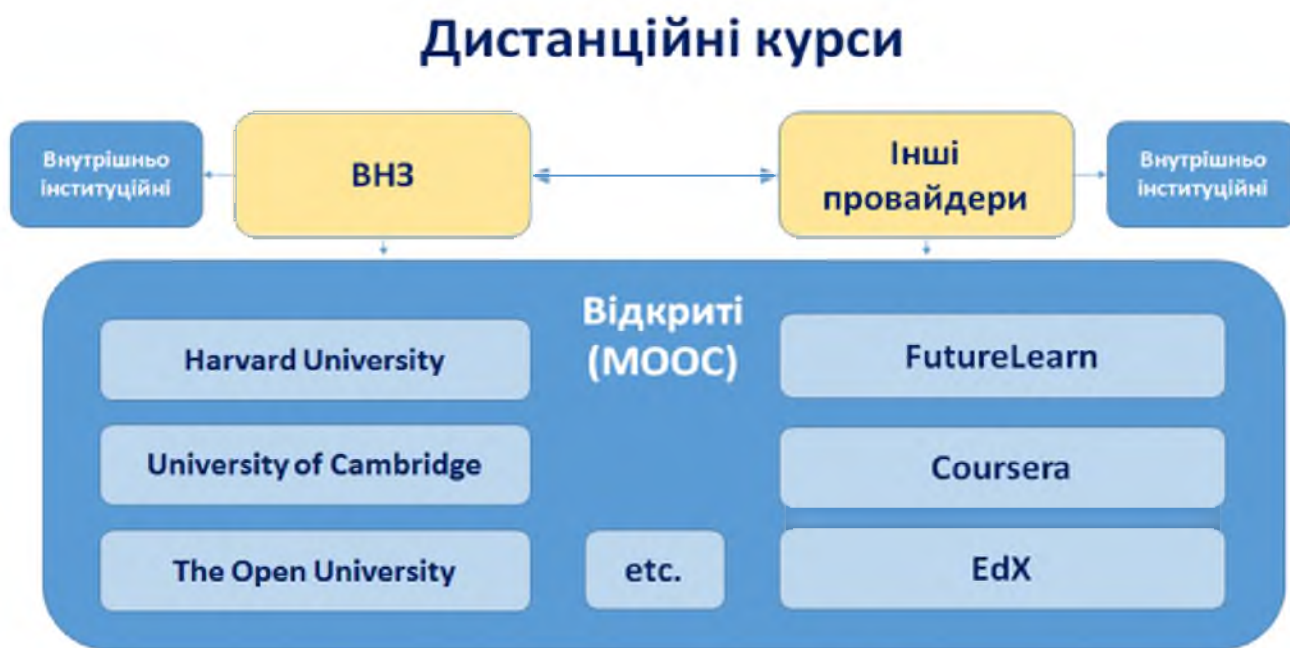 Дистанційні курси
Внутрішньо
інституційні
ВНЗ
Інші
провайдери
Внутрішньо
інституційні
Відкриті
(МООС)
Harvard University
University of Cambridge
The Open University
etc.
FutureLearn
Coursera
EdX